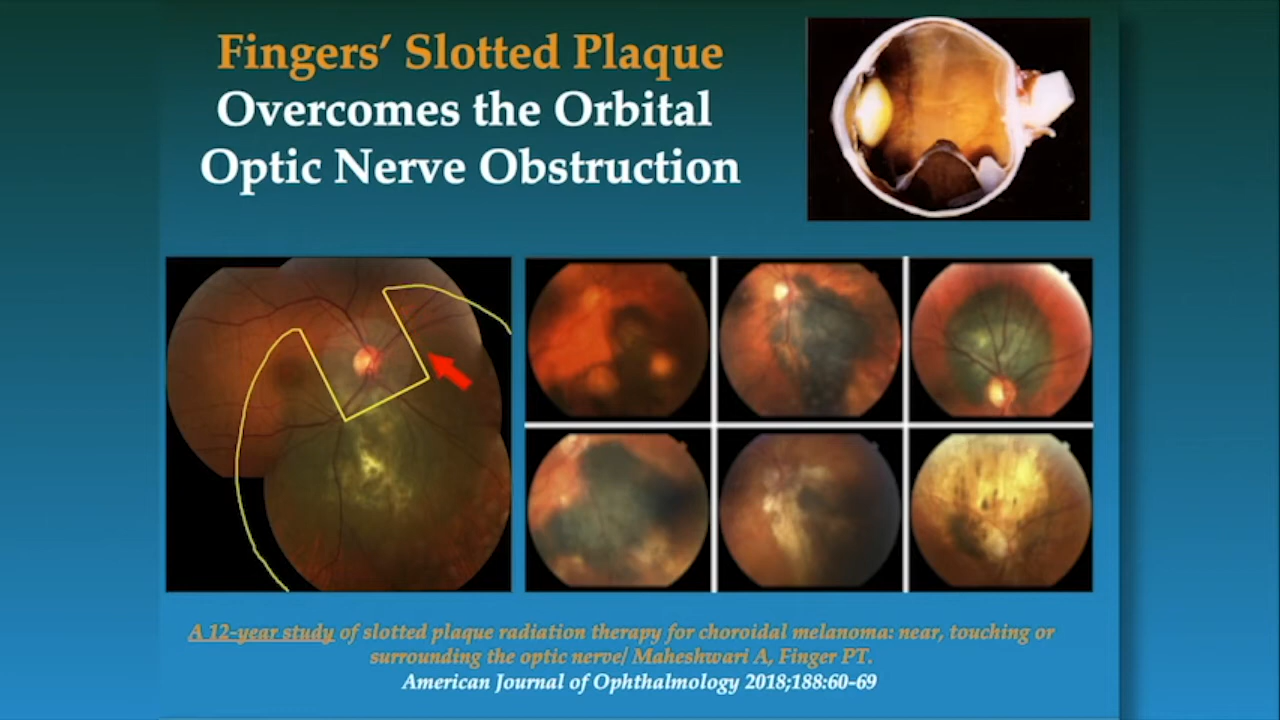 Fingers' Slotted Plaque
Overcomes the Orbital
Optic Nerve Obstruction
A 12-year study of slotted plaque radiation therapy for choroidal melanoma: near, touching or
surrounding the optic nerve/ Maheshwari A, Finger PT.
American Journal of Ophthalmology 2018;188:60-69